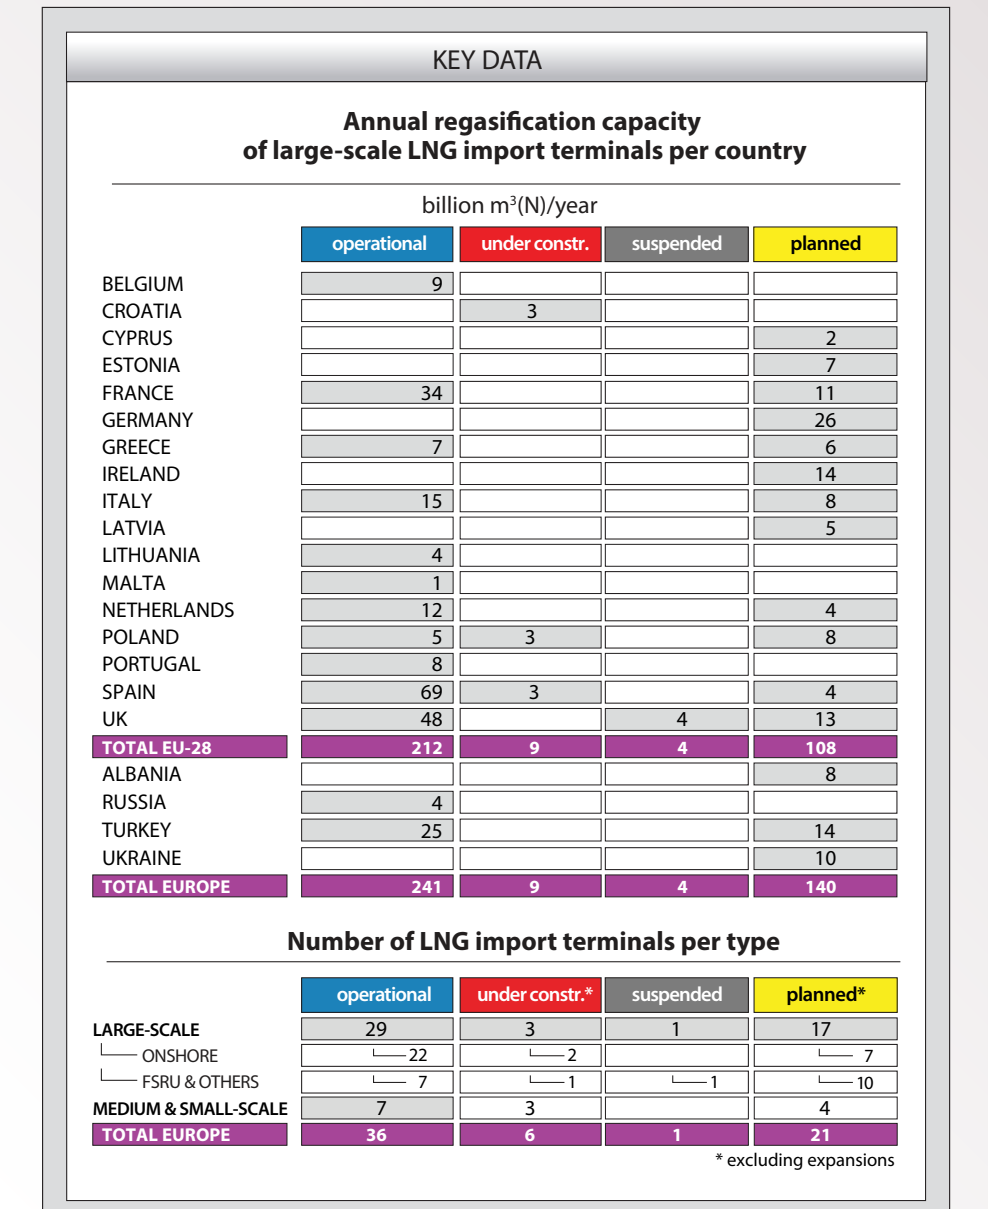 KEY DATA
Annual regasification capacity
of large-scale LNG import terminals per country
billion m³(N)/year
operational under constr. suspended planned
BELGIUM 9
CROATIA 3
CYPRUS 2
ESTONIA 7
FRANCE 34 11
GERMANY 26
GREECE 7 6
IRELAND 14
ITALY 15 8
LATVIA 5
LITHUANIA 4
MALTA 1
NETHERLANDS 12 4
POLAND 5 3 8
PORTUGAL 8
SPAIN 69 3 4
UK 48 4 13
TOTAL EU-28 212 9 4 108
ALBANIA 8
RUSSIA 4
TURKEY 25 14
UKRAINE 10
TOTAL EUROPE 241 9 4 140
Number of LNG import terminals per type
operational under constr.* suspended planned*
LARGE-SCALE 29 3 1 17
ONSHORE 22 2 7
FSRU & OTHERS 7 1 1 10
MEDIUM & SMALL-SCALE 7 3 4
TOTAL EUROPE 36 6 1 21
* excluding expansions